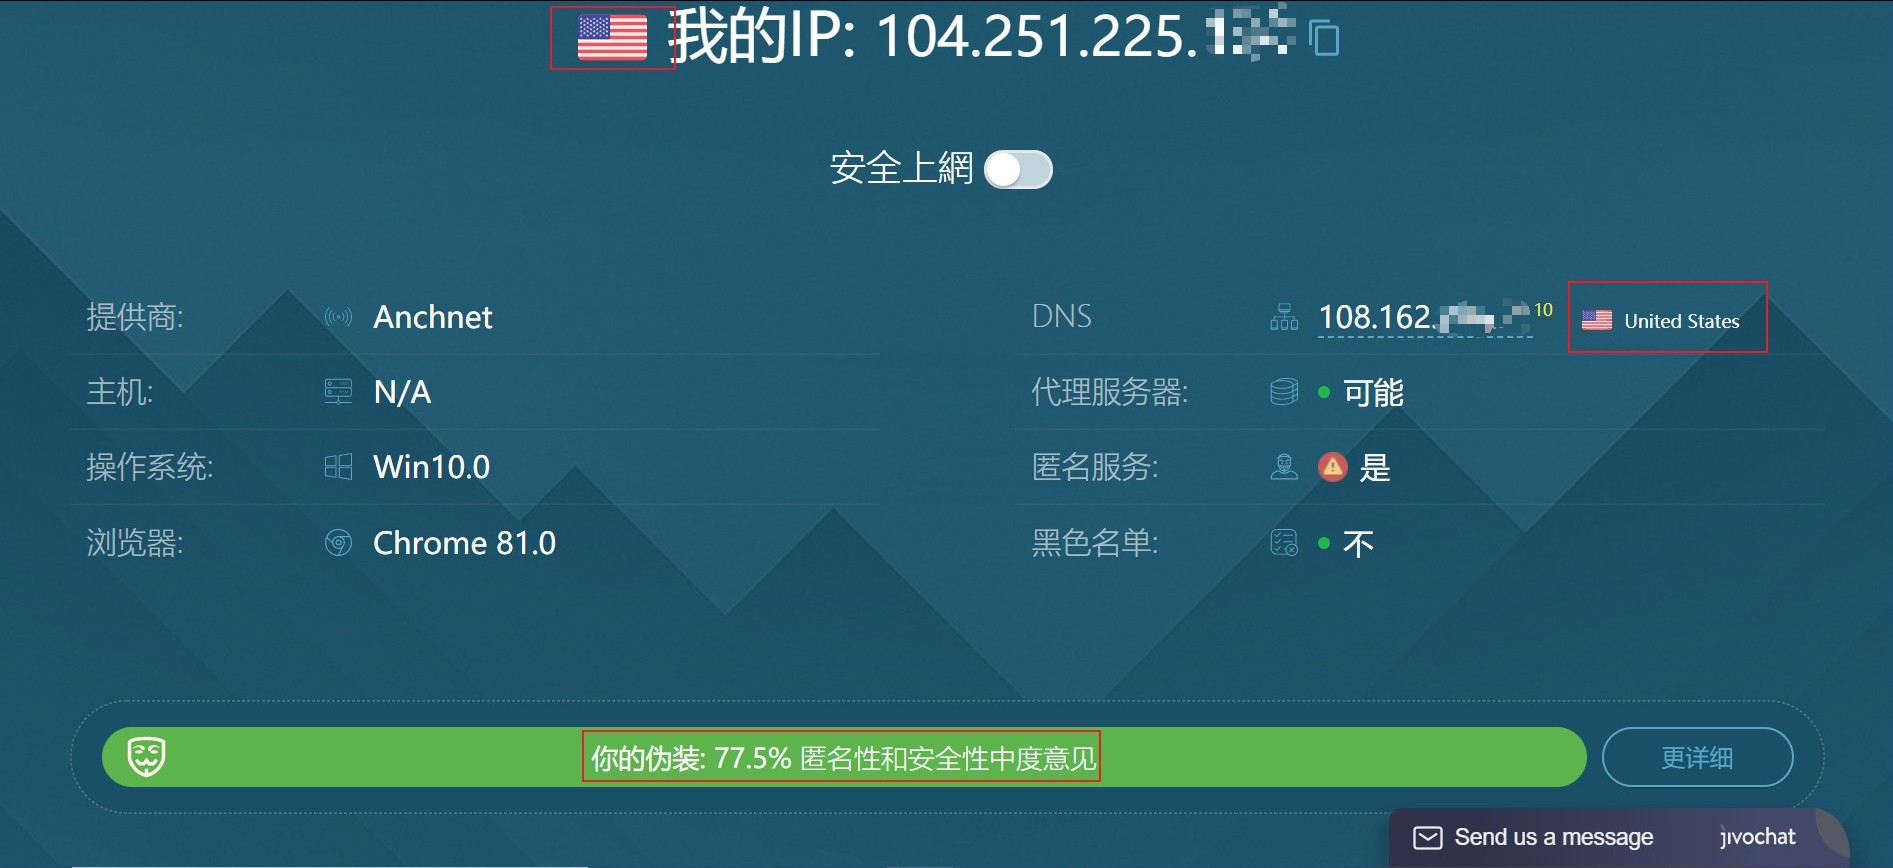 我的IP: 104.251.225.
安全上網
提供商: Anchnet
主机: N/A
操作系统: Win10.0
浏览器: Chrome 81.0
DNS 108.162. 10 United States
代理服务器: 可能
匿名服务: 是
黑色名单: 不
你的伪装: 77.5% 匿名性和安全性中度意见
更详细
Send us a message jivochat